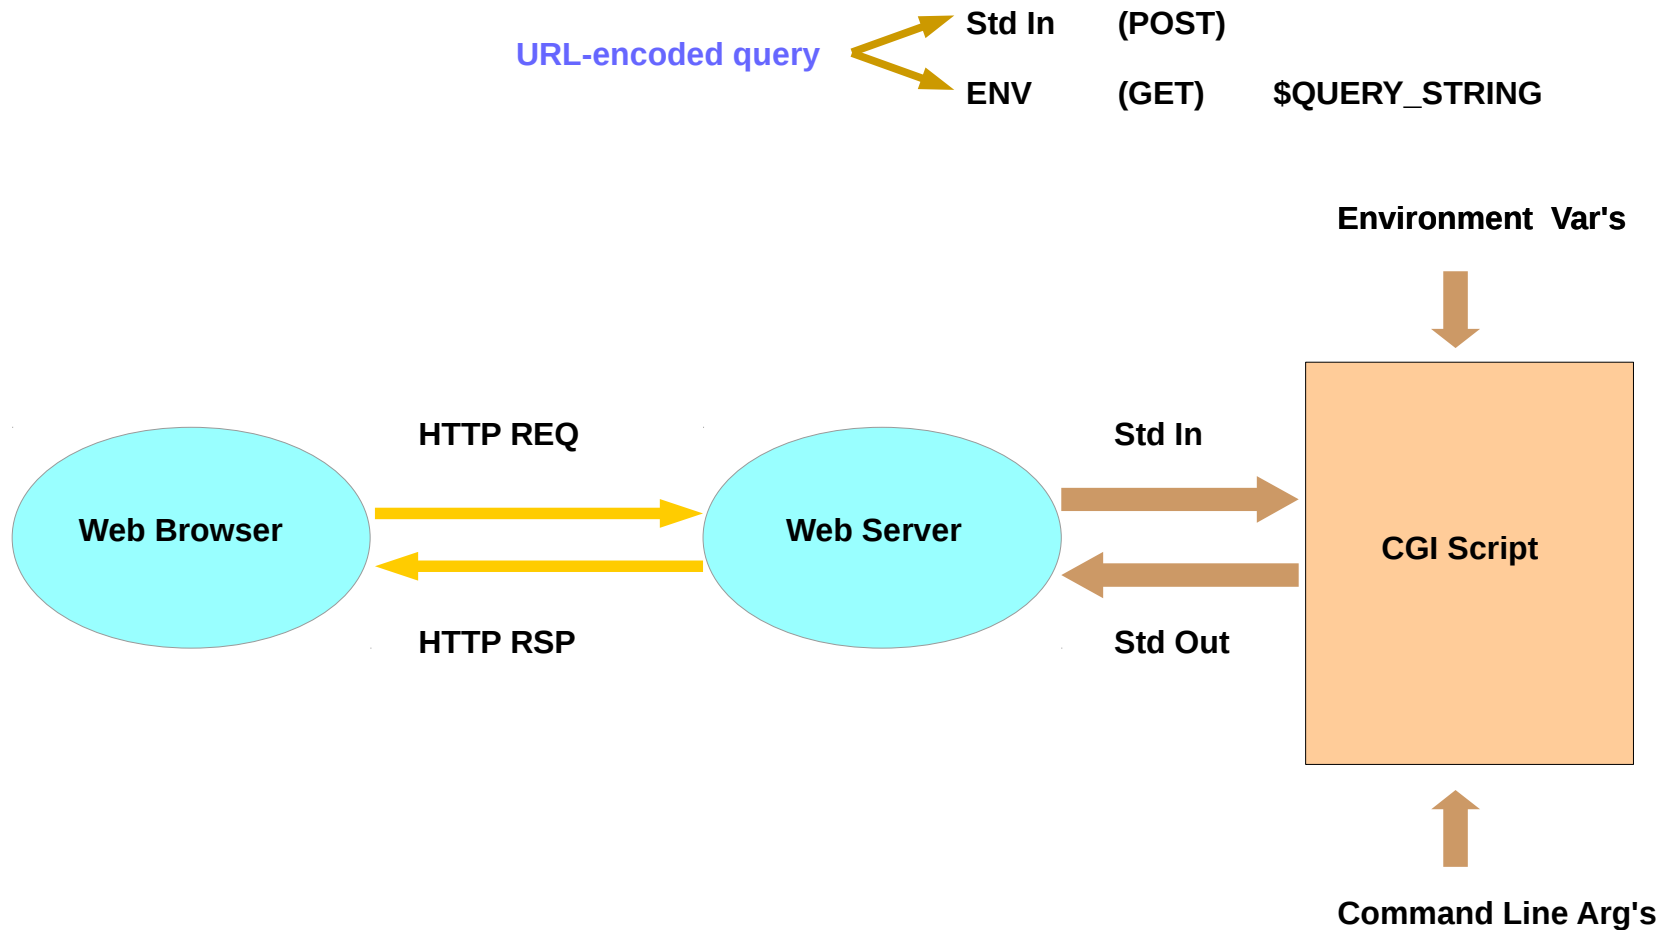 Std In (POST)
URL-encoded query
ENV (GET) $QUERY_STRING
Environment Var's
HTTP REQ
Std In
Web Browser
Web Server
CGI Script
HTTP RSP
Std Out
Command Line Arg's